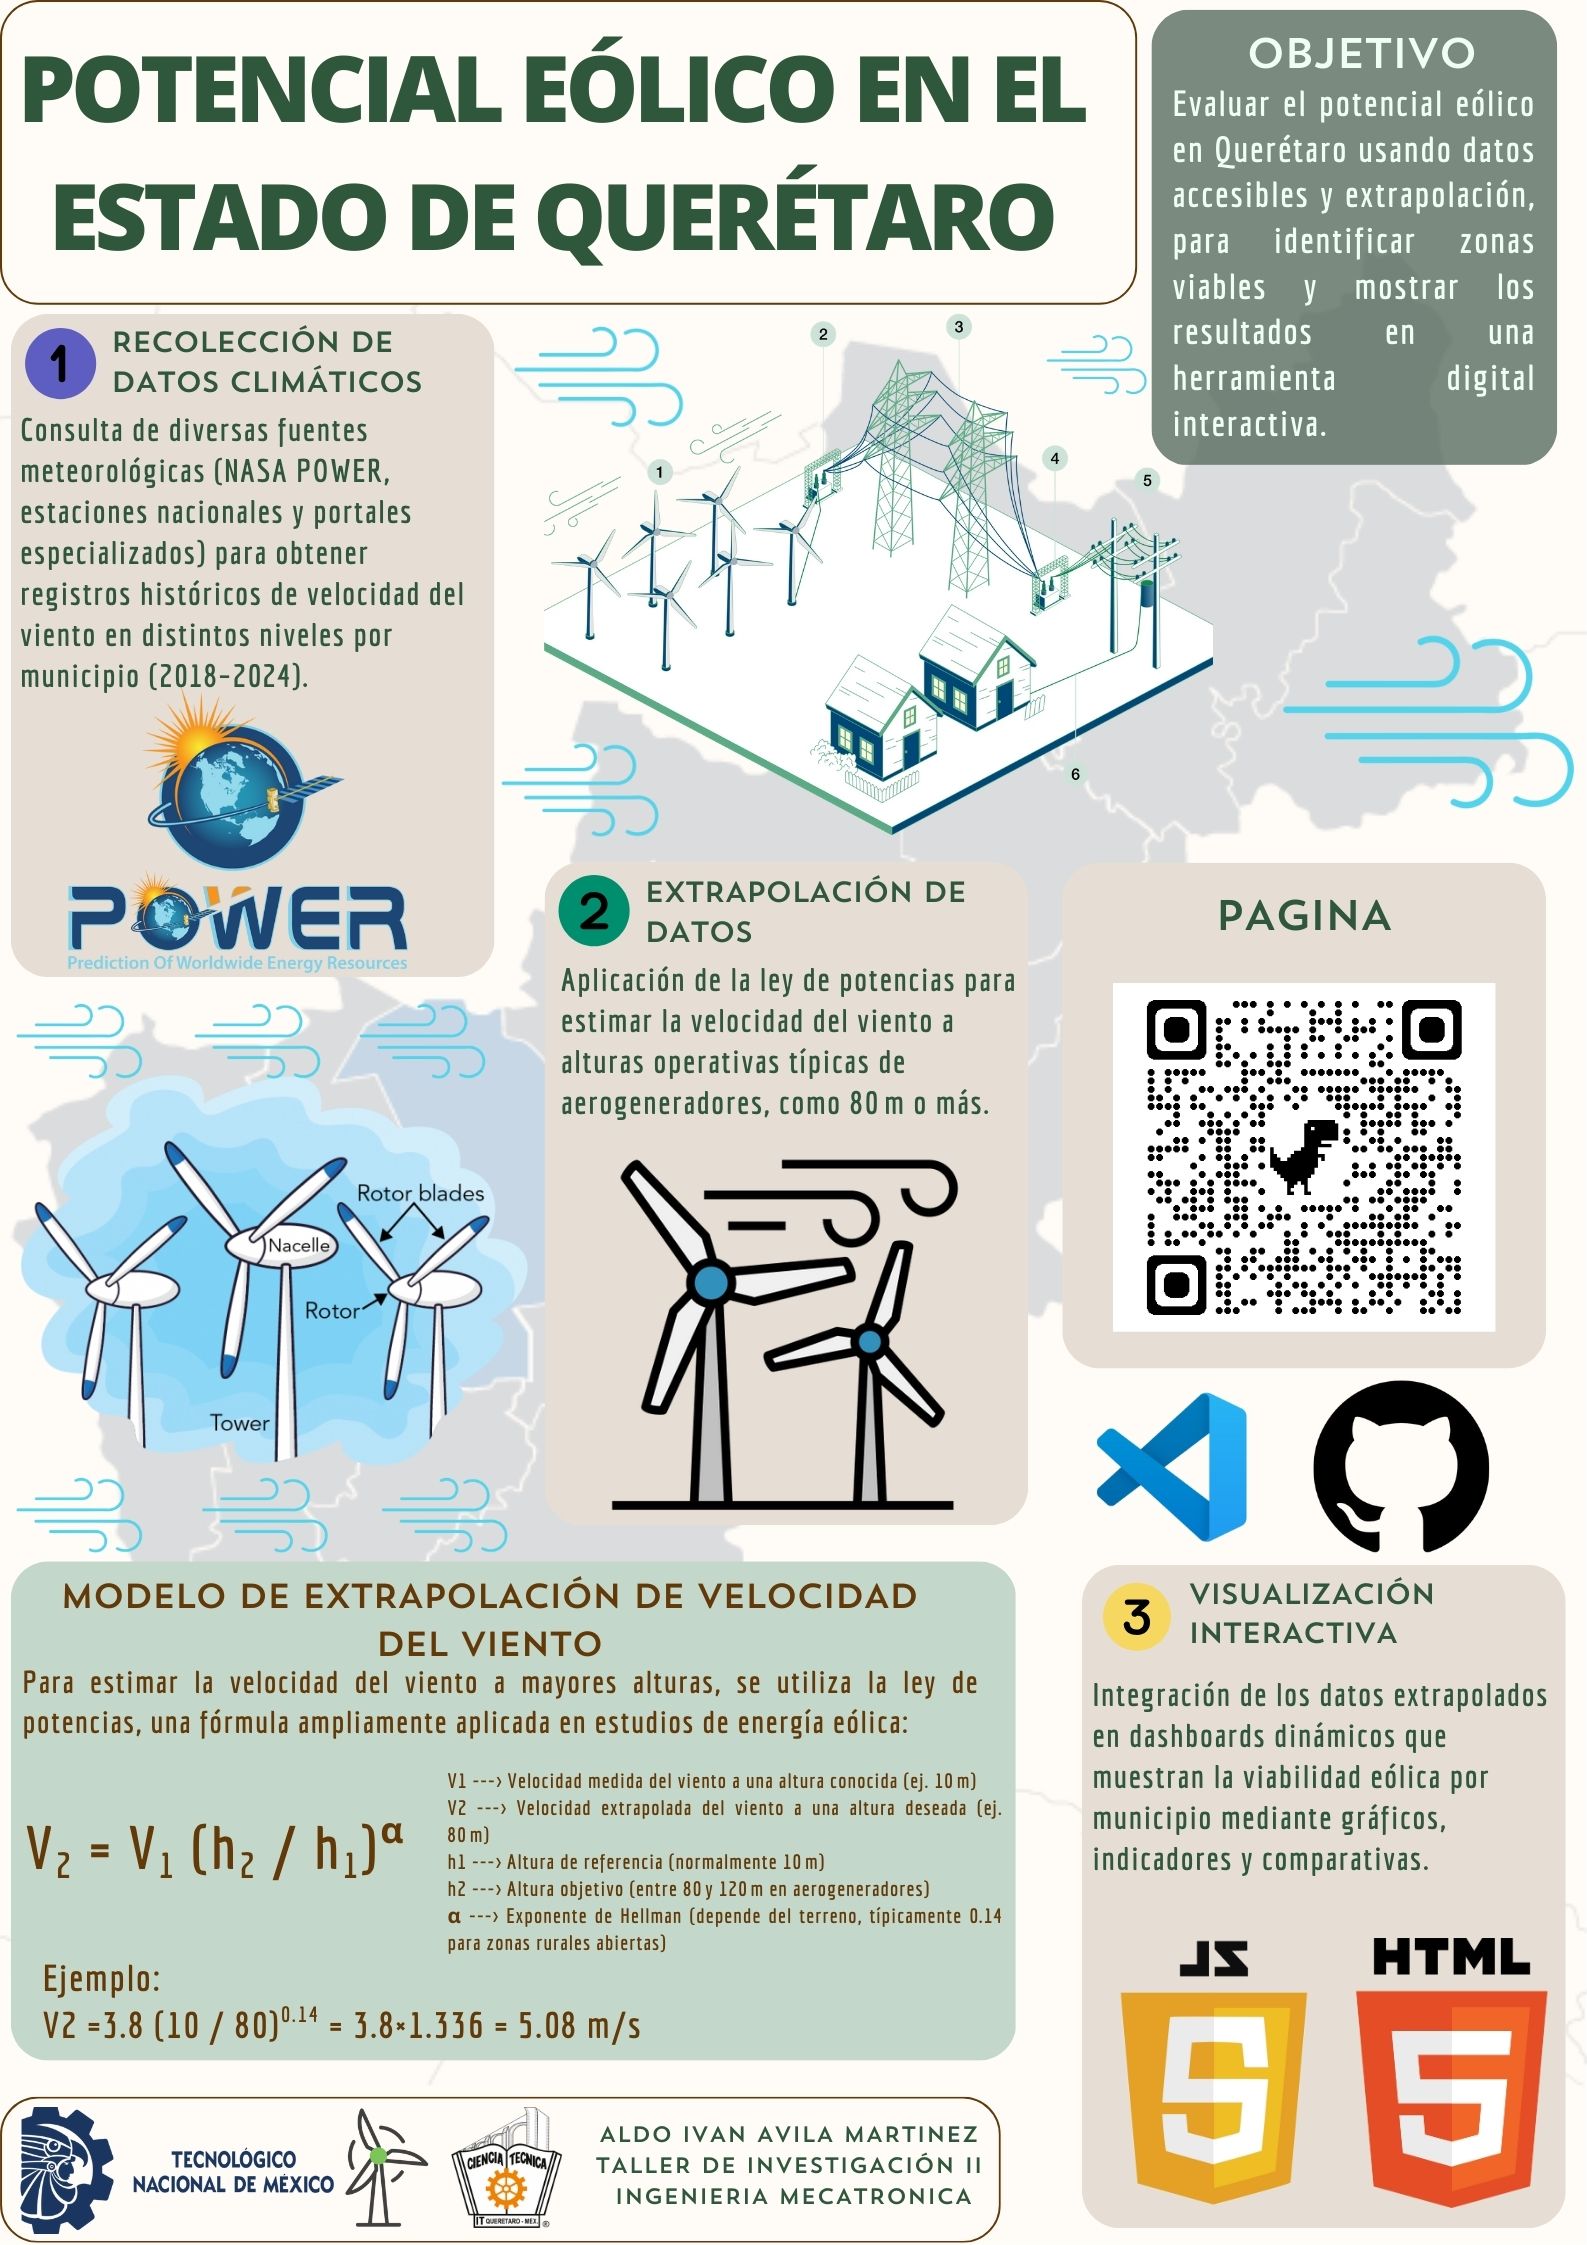 POTENCIAL EÓLICO EN EL
ESTADO DE QUERÉTARO
OBJETIVO
Evaluar el potencial eólico
en Querétaro usando datos
accesibles y extrapolación,
para identificar zonas
viables y mostrar los
resultados en una
herramienta digital
interactiva.
1
RECOLECCIÓN DE
DATOS CLIMÁTICOS
Consulta de diversas fuentes
meteorológicas (NASA POWER,
estaciones nacionales y portales
especializados) para obtener
registros históricos de velocidad del
viento en distintos niveles por
municipio (2018-2024).
POWER
Prediction Of Worldwide Energy Resources
1
2
3
4
5
6
2
EXTRAPOLACIÓN DE
DATOS
Aplicación de la ley de potencias para
estimar la velocidad del viento a
alturas operativas típicas de
aerogeneradores, como 80 m o más.
PAGINA
Rotor blades
Nacelle
Rotor
Tower
MODELO DE EXTRAPOLACIÓN DE VELOCIDAD
DEL VIENTO
Para estimar la velocidad del viento a mayores alturas, se utiliza la ley de
potencias, una fórmula ampliamente aplicada en estudios de energía eólica:
V₂ = V₁ (h₂ / h₁)^α
V1 ---> Velocidad medida del viento a una altura conocida (ej. 10 m)
V2 ---> Velocidad extrapolada del viento a una altura deseada (ej.
80 m)
h1 ---> Altura de referencia (normalmente 10 m)
h2 ---> Altura objetivo (entre 80 y 120 m en aerogeneradores)
α ---> Exponente de Hellman (depende del terreno, típicamente 0.14
para zonas rurales abiertas)
Ejemplo:
V2 =3.8 (10 / 80)^0.14 = 3.8×1.336 = 5.08 m/s
3
VISUALIZACIÓN
INTERACTIVA
Integración de los datos extrapolados
en dashboards dinámicos que
muestran la viabilidad eólica por
municipio mediante gráficos,
indicadores y comparativas.
JS
HTML
5
5
TECNOLÓGICO
NACIONAL DE MÉXICO
CIENCIA TECNICA
IT QUERETARO - MEX. ®
ALDO IVAN AVILA MARTINEZ
TALLER DE INVESTIGACIÓN II
INGENIERIA MECATRONICA